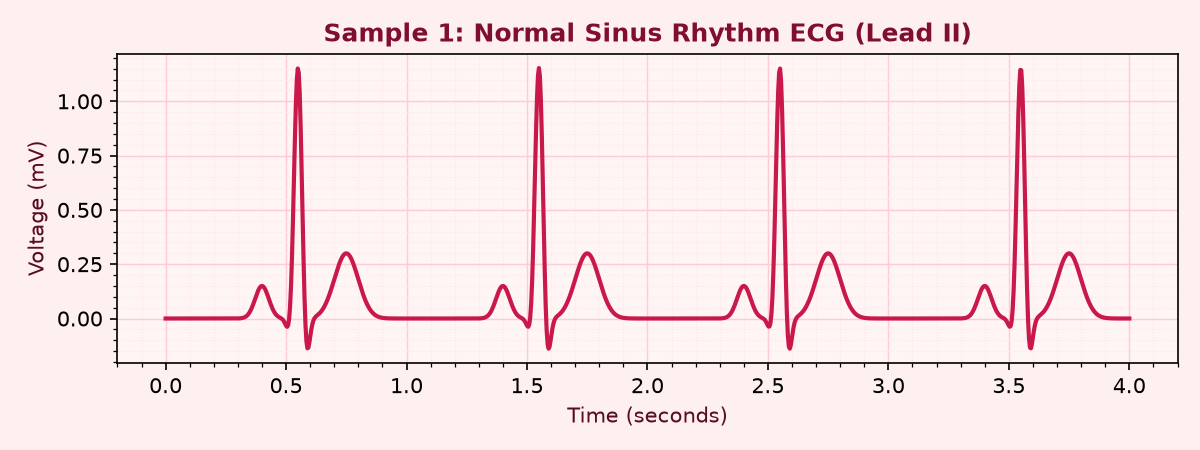 Sample 1: Normal Sinus Rhythm ECG (Lead II)
Voltage (mV)
1.00
0.75
0.50
0.25
0.00
0.0 0.5 1.0 1.5 2.0 2.5 3.0 3.5 4.0
Time (seconds)